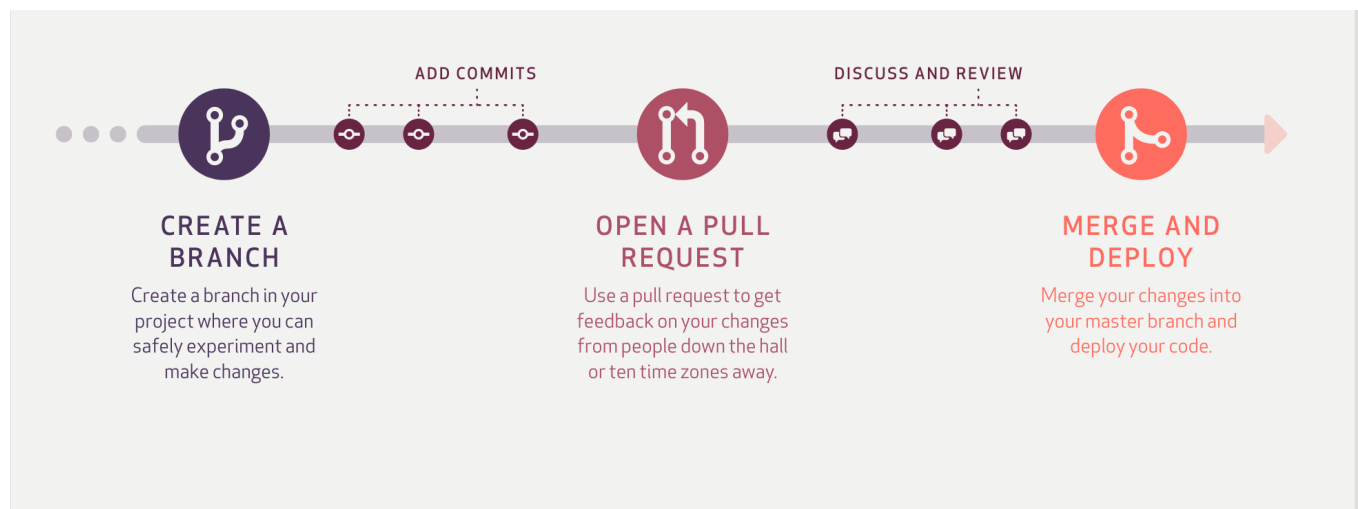 ADD COMMITS
DISCUSS AND REVIEW
CREATE A
BRANCH
Create a branch in your
project where you can
safely experiment and
make changes.
OPEN A PULL
REQUEST
Use a pull request to get
feedback on your changes
from people down the hall
or ten time zones away.
MERGE AND
DEPLOY
Merge your changes into
your master branch and
deploy your code.